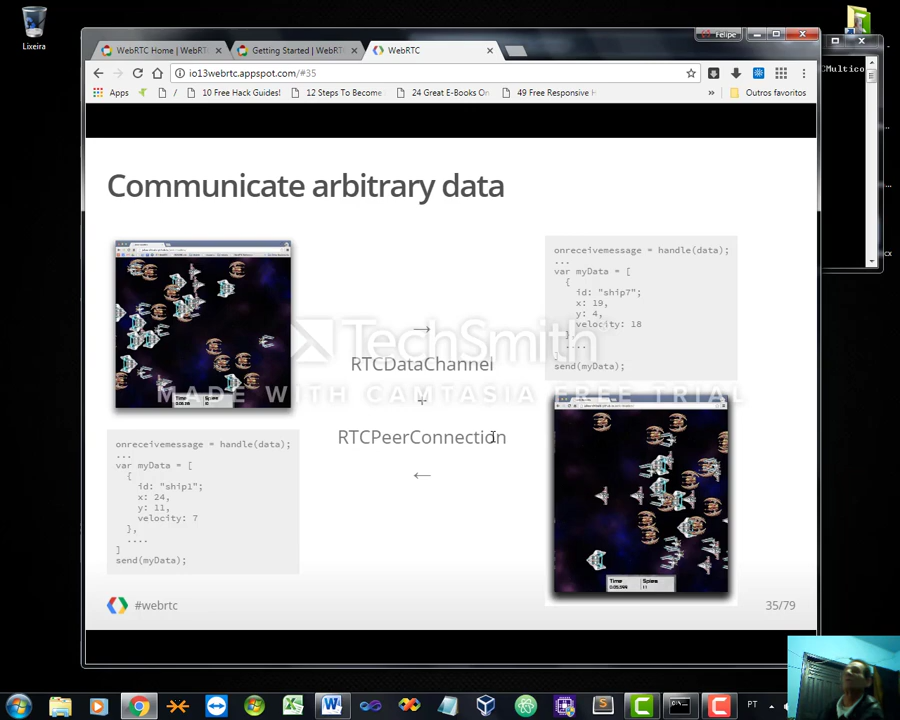 Lixeira
Felipe
WebRTC Home | WebRT
Getting Started | WebRT
WebRTC
io13webrtc.appspot.com/#35
Apps
/
10 Free Hack Guides!
12 Steps To Become
24 Great E-Books On
49 Free Responsive H
»
Outros favoritos
CMultico
Communicate arbitrary data
onreceivemessage = handle(data);
...
var myData = [
{
id: "ship7";
x: 19,
y: 4,
velocity: 18
},
....
]
send(myData);
→
RTCDataChannel
+
RTCPeerConnection
←
TechSmith
MADE WITH CAMTASIA FREE TRIAL
onreceivemessage = handle(data);
...
var myData = [
{
id: "ship1";
x: 24,
y: 11,
velocity: 7
},
....
]
send(myData);
Time
Time
#webrtc
35/79
PT